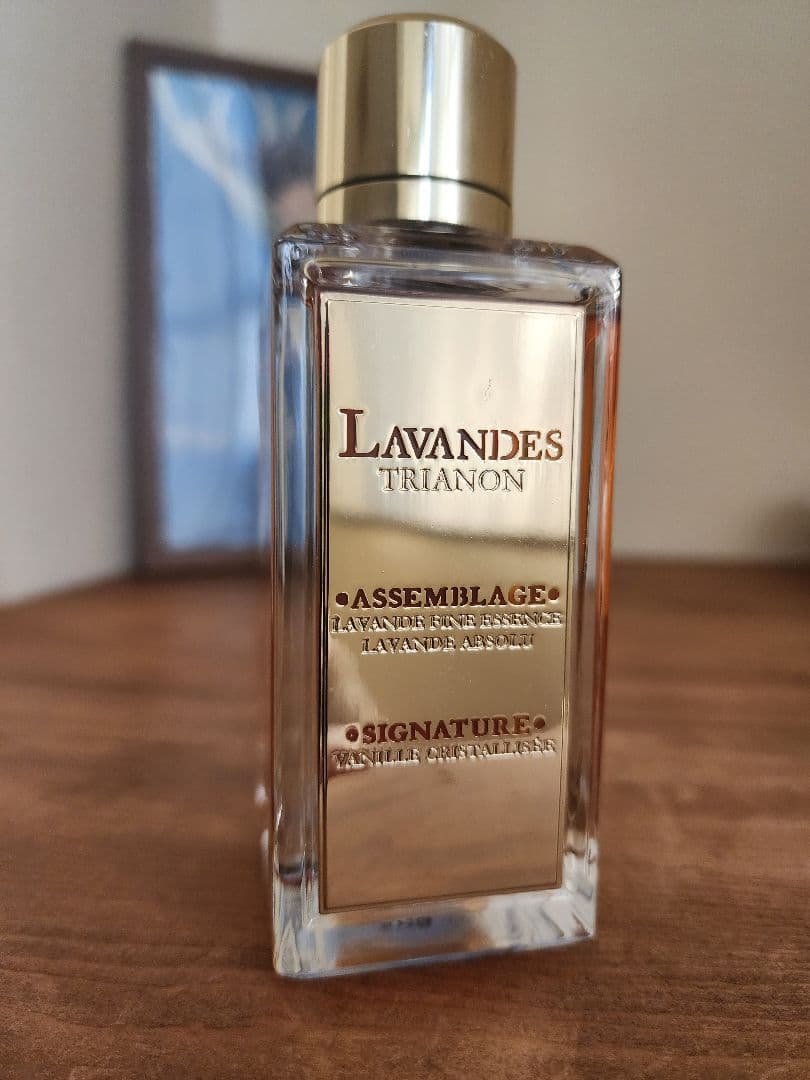 LAVANDES
TRIANON
•ASSEMBLAGE•
LAVANDE FINE ESSENCE
LAVANDE ABSOLU
•SIGNATURE•
VANILLE CRISTALLISÉE